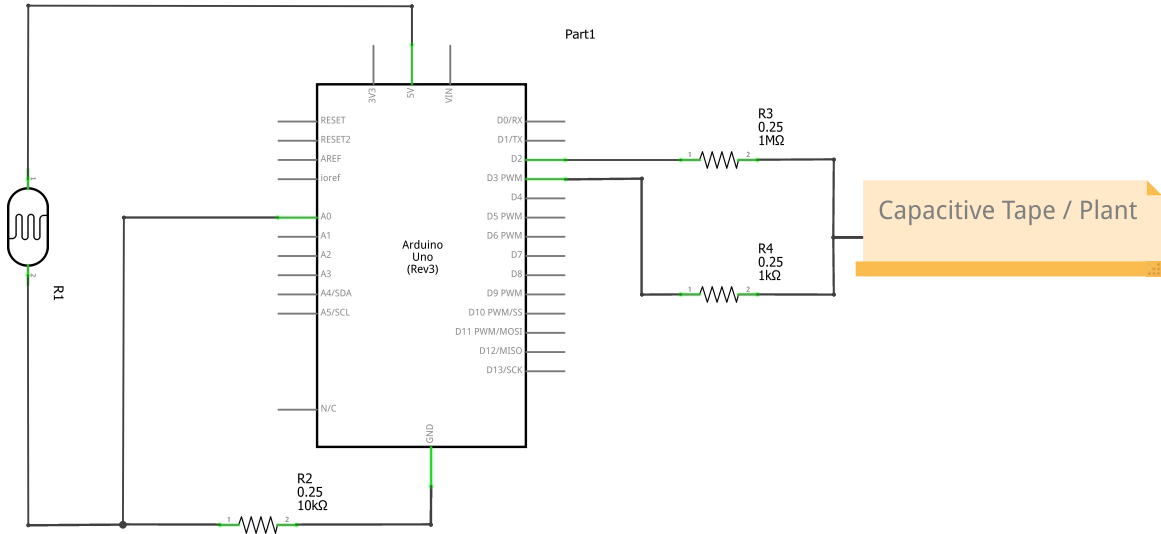 Part1
3V3
5V
VIN
RESET
RESET2
AREF
ioref
A0
A1
A2
A3
A4/SDA
A5/SCL
N/C
D0/RX
D1/TX
D2
D3 PWM
D4
D5 PWM
D6 PWM
D7
D8
D9 PWM
D10 PWM/SS
D11 PWM/MOSI
D12/MISO
D13/SCK
GND
Arduino
Uno
(Rev3)
1
2
R1
R2
0.25
10kΩ
1
2
R3
0.25
1MΩ
1
2
R4
0.25
1kΩ
1
2
Capacitive Tape / Plant